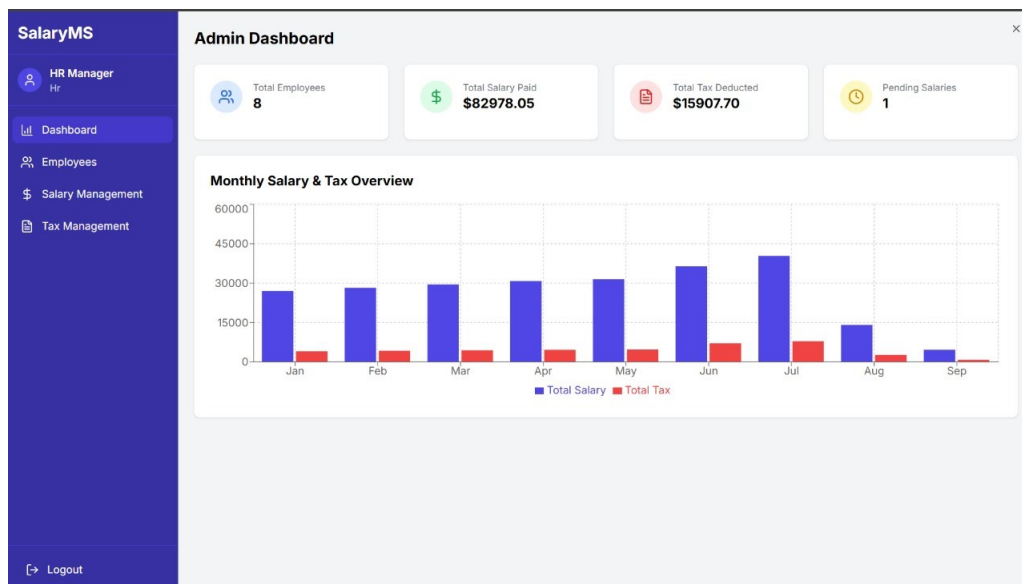 SalaryMS
HR Manager
Hr
Dashboard
Employees
Salary Management
Tax Management
Logout
Admin Dashboard
×
Total Employees
8
Total Salary Paid
$82978.05
Total Tax Deducted
$15907.70
Pending Salaries
1
Monthly Salary & Tax Overview
60000
45000
30000
15000
0
Jan Feb Mar Apr May Jun Jul Aug Sep
Total Salary Total Tax